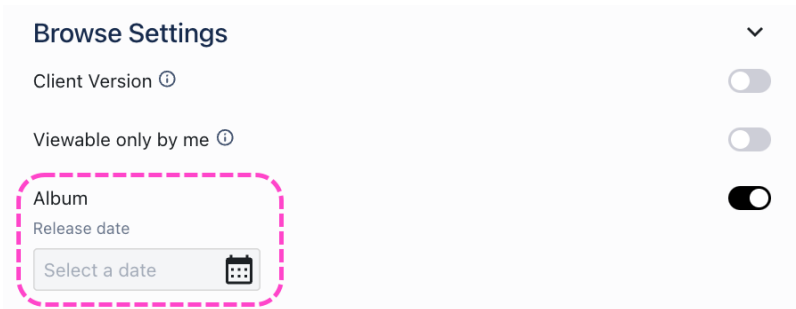 Browse Settings
Client Version
Viewable only by me
Album
Release date
Select a date